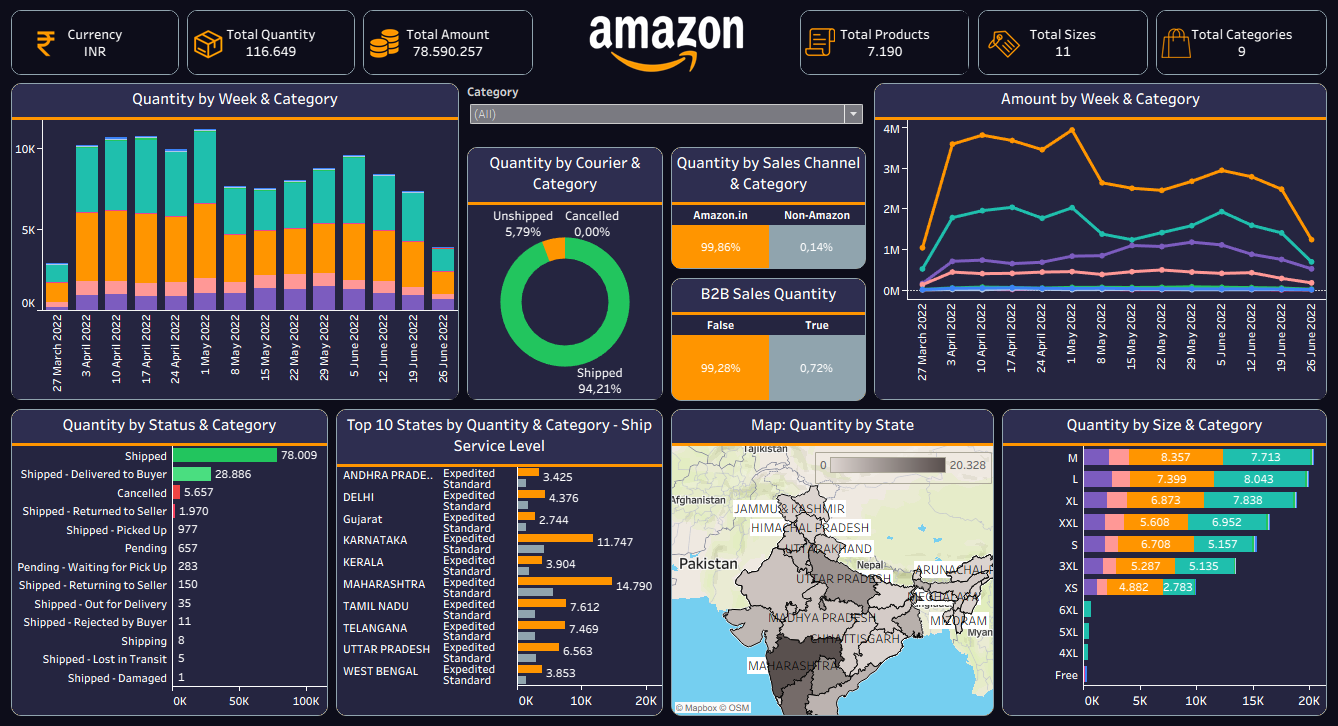 Currency
INR
Total Quantity
116.649
Total Amount
78.590.257
amazon
Total Products
7.190
Total Sizes
11
Total Categories
9
Quantity by Week & Category
10K
5K
0K
27 March 2022
3 April 2022
10 April 2022
17 April 2022
24 April 2022
1 May 2022
8 May 2022
15 May 2022
22 May 2022
29 May 2022
5 June 2022
12 June 2022
19 June 2022
26 June 2022
Category
(All)
Quantity by Courier &
Category
Unshipped
5,79%
Cancelled
0,00%
Shipped
94,21%
Quantity by Sales Channel
& Category
Amazon.in Non-Amazon
99,86% 0,14%
B2B Sales Quantity
False True
99,28% 0,72%
Amount by Week & Category
4M
3M
2M
1M
0M
27 March 2022
3 April 2022
10 April 2022
17 April 2022
24 April 2022
1 May 2022
8 May 2022
15 May 2022
22 May 2022
29 May 2022
5 June 2022
12 June 2022
19 June 2022
26 June 2022
Quantity by Status & Category
Shipped 78.009
Shipped - Delivered to Buyer 28.886
Cancelled 5.657
Shipped - Returned to Seller 1.970
Shipped - Picked Up 977
Pending 657
Pending - Waiting for Pick Up 283
Shipped - Returning to Seller 150
Shipped - Out for Delivery 35
Shipped - Rejected by Buyer 11
Shipping 8
Shipped - Lost in Transit 5
Shipped - Damaged 1
0K 50K 100K
Top 10 States by Quantity & Category - Ship
Service Level
ANDHRA PRADE.. Expedited 3.425
Standard
DELHI Expedited 4.376
Standard
Gujarat Expedited 2.744
Standard
KARNATAKA Expedited 11.747
Standard
KERALA Expedited 3.904
Standard
MAHARASHTRA Expedited 14.790
Standard
TAMIL NADU Expedited 7.612
Standard
TELANGANA Expedited 7.469
Standard
UTTAR PRADESH Expedited 6.563
Standard
WEST BENGAL Expedited 3.853
Standard
0K 10K 20K
Map: Quantity by State
Tajikistan
0 20.328
Afghanistan
JAMMU & KASHMIR
HIMACHAL PRADESH
UTTARAKHAND
Pakistan
Nepal
ARUNACHAL
UTTAR PRADESH
MEGHALAYA
MADHYA PRADESH
MIZORAM
Myan
CHHATTISGARH
MAHARASHTRA
© Mapbox © OSM
Quantity by Size & Category
M 8.357 7.713
L 7.399 8.043
XL 6.873 7.838
XXL 5.608 6.952
S 6.708 5.157
3XL 5.287 5.135
XS 4.882 2.783
6XL
5XL
4XL
Free
0K 5K 10K 15K 20K